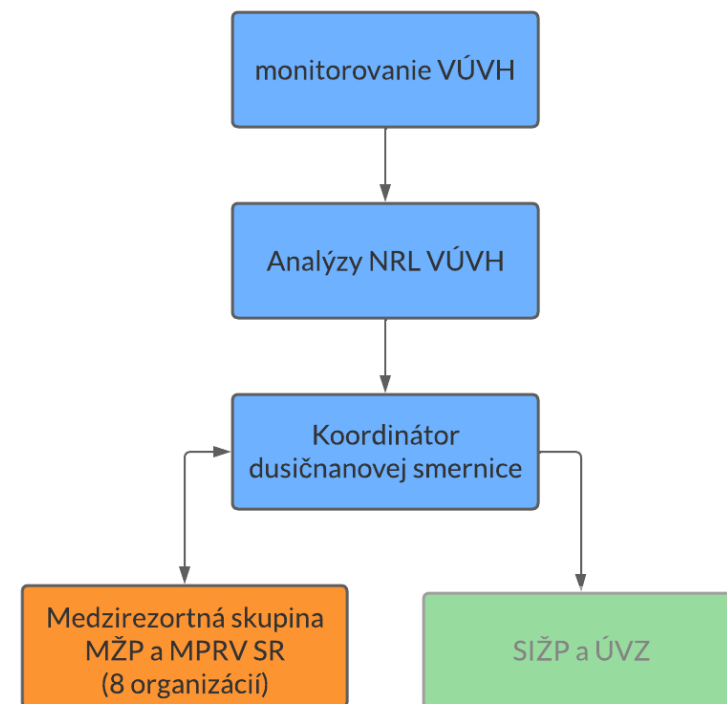 monitorovanie VÚVH
Analýzy NRL VÚVH
Koordinátor
dusičnanovej smernice
Medzirezortná skupina
MŽP a MPRV SR
(8 organizácií)
SIŽP a ÚVZ